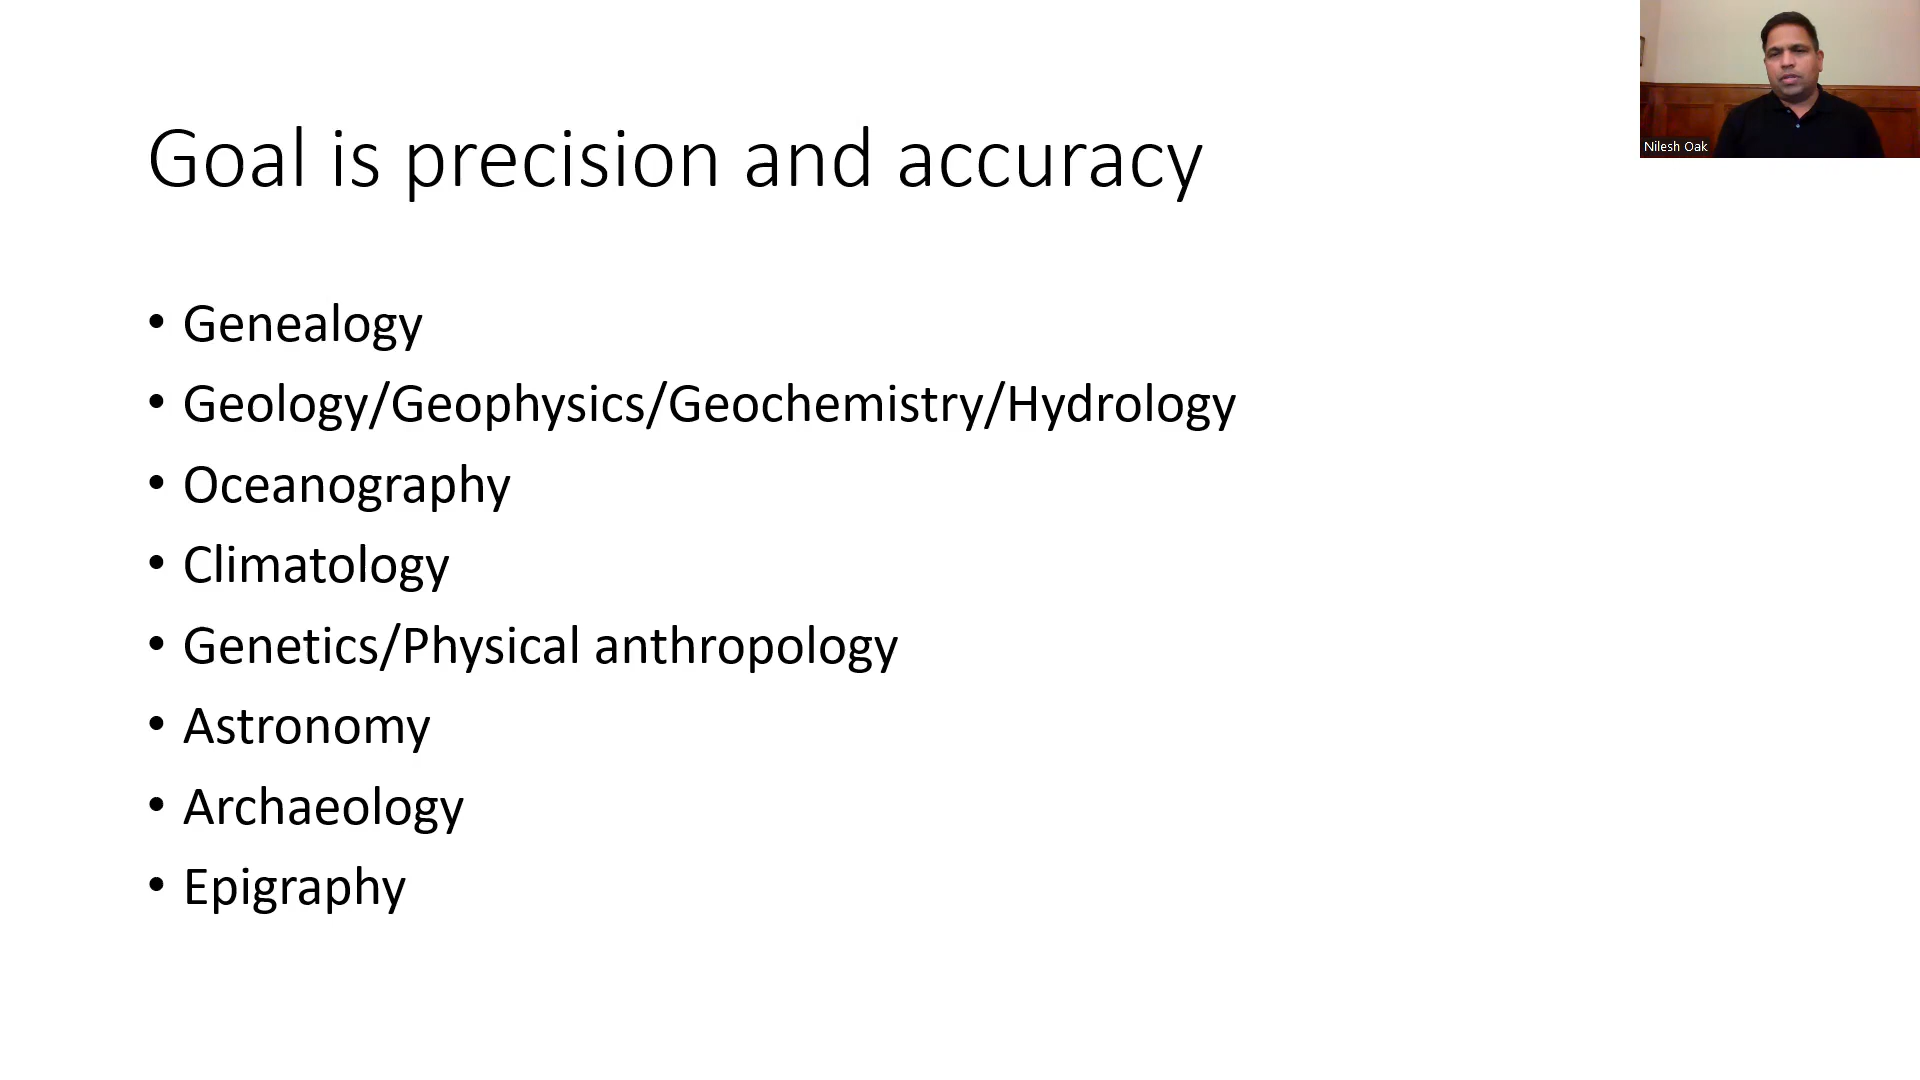 Goal is precision and accuracy
• Genealogy
• Geology/Geophysics/Geochemistry/Hydrology
• Oceanography
• Climatology
• Genetics/Physical anthropology
• Astronomy
• Archaeology
• Epigraphy
Nilesh Oak